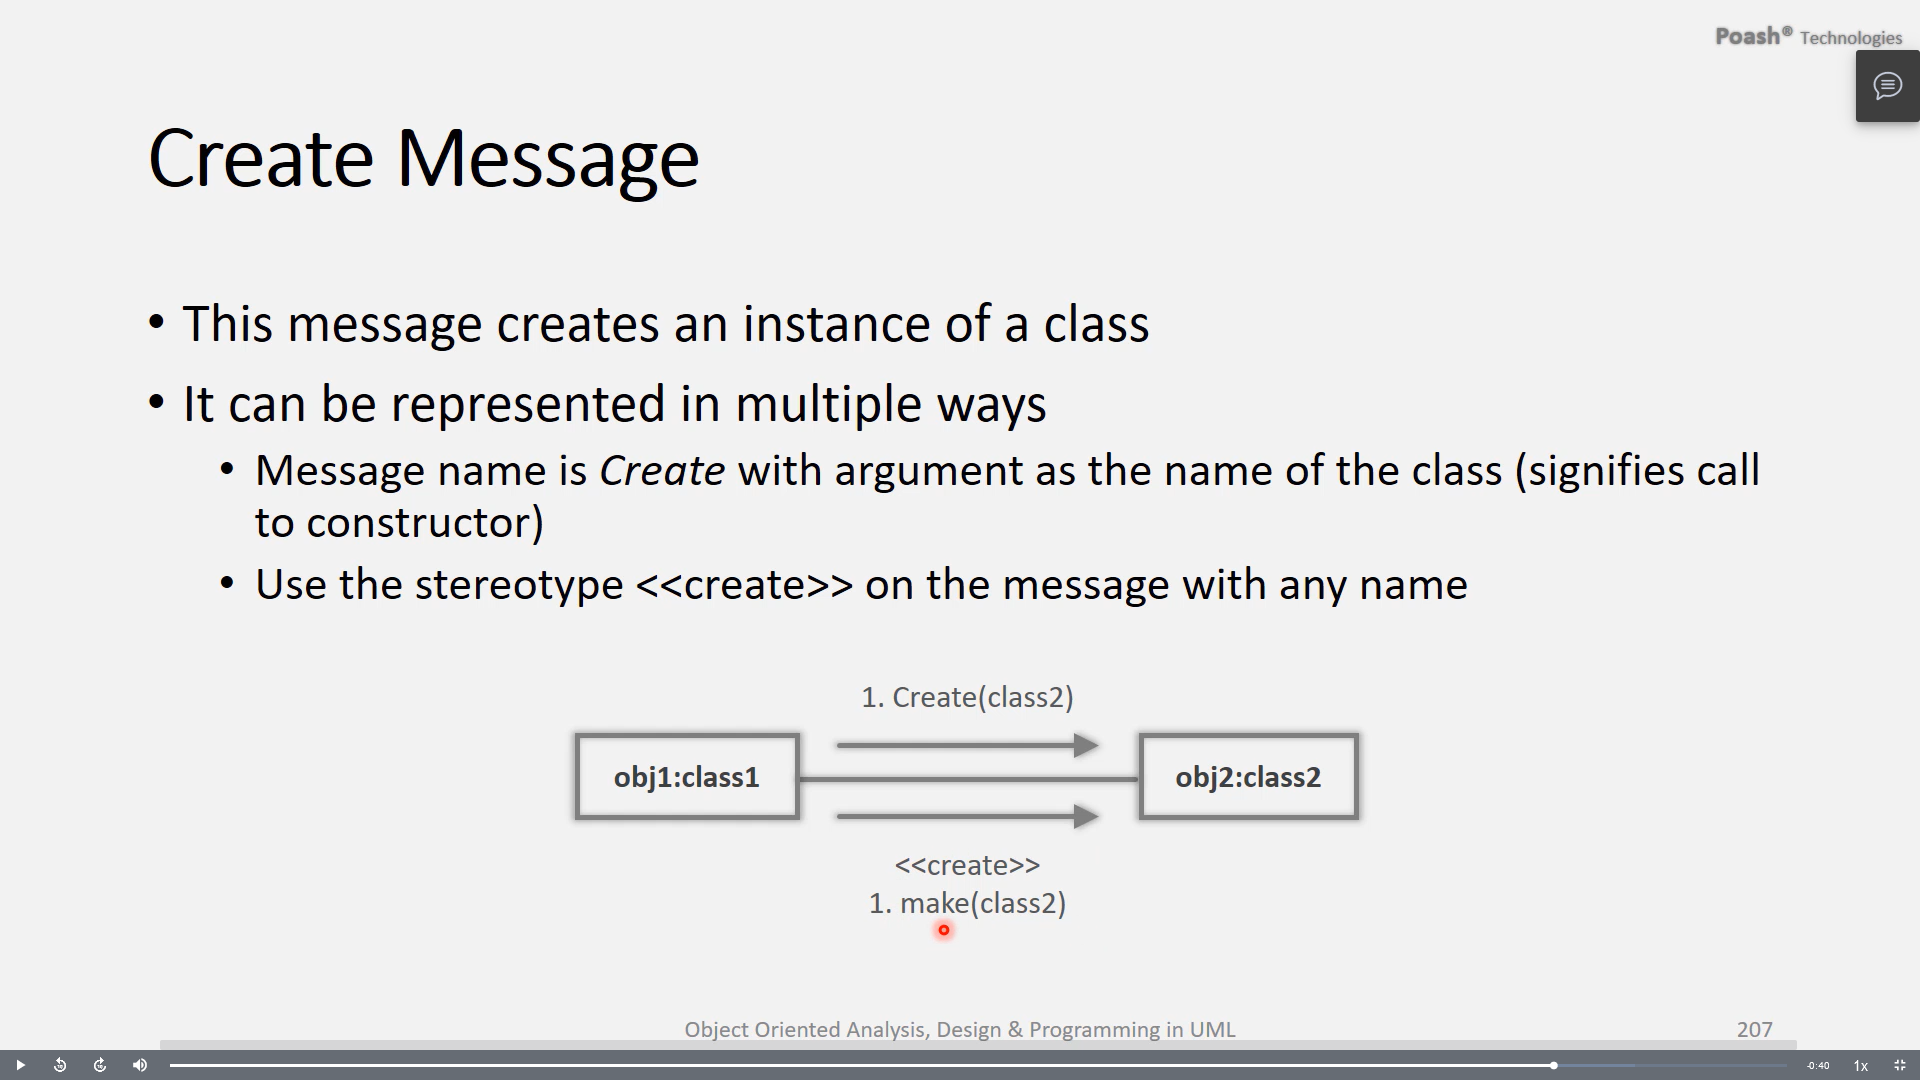 Poash® Technologies
Create Message
• This message creates an instance of a class
• It can be represented in multiple ways
• Message name is Create with argument as the name of the class (signifies call
to constructor)
• Use the stereotype <<create>> on the message with any name
1. Create(class2)
obj1:class1
obj2:class2
<<create>>
1. make(class2)
Object Oriented Analysis, Design & Programming in UML
207
-0:40
1x